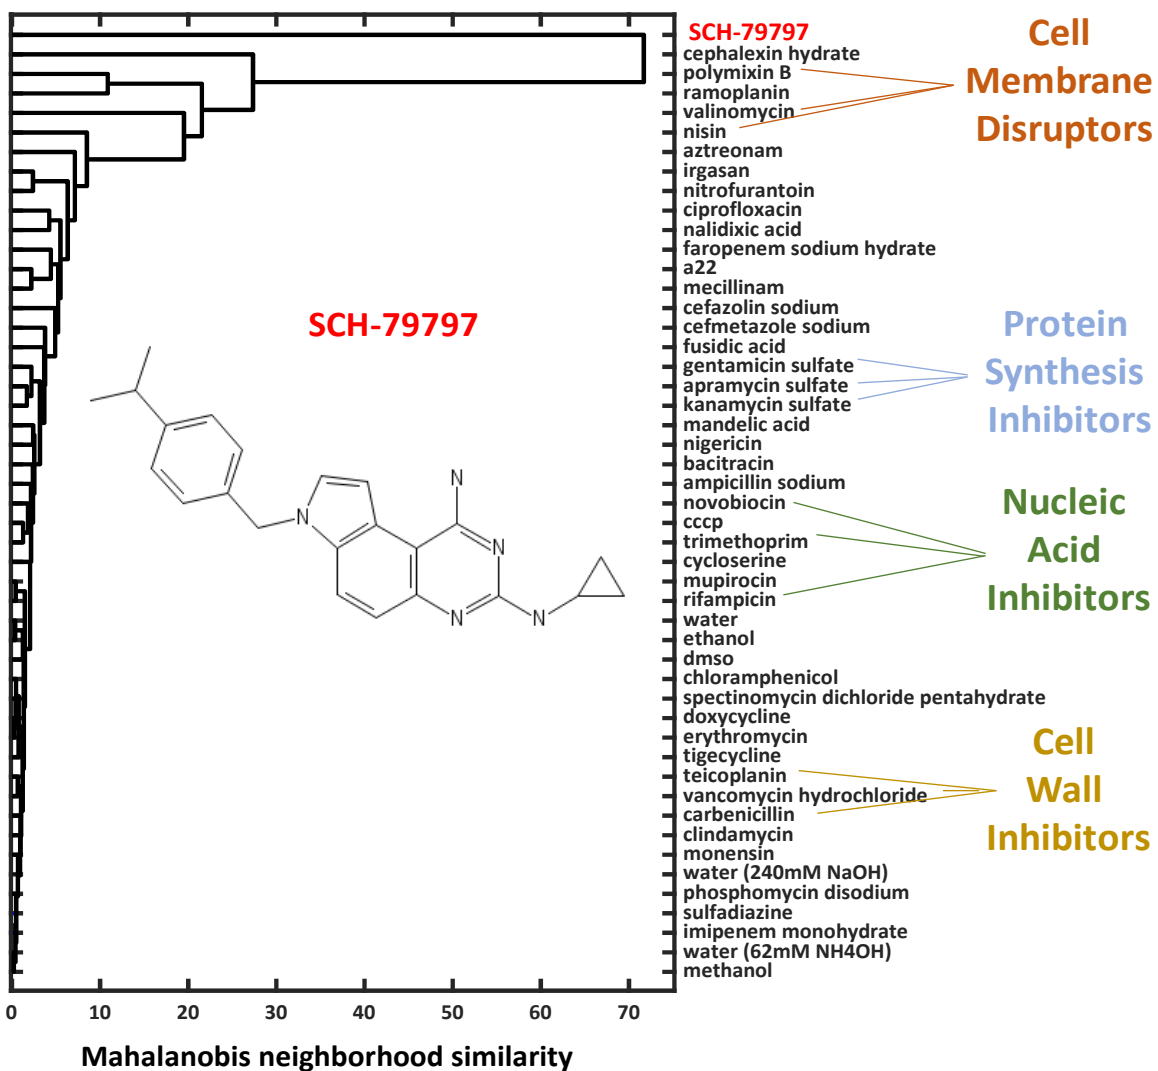 SCH-79797
cephalexin hydrate
polymixin B
ramoplanin
valinomycin
nisin
aztreonam
irgasan
nitrofurantoin
ciprofloxacin
nalidixic acid
faropenem sodium hydrate
a22
mecillinam
cefazolin sodium
cefmetazole sodium
fusidic acid
gentamicin sulfate
apramycin sulfate
kanamycin sulfate
mandelic acid
nigericin
bacitracin
ampicillin sodium
novobiocin
cccp
trimethoprim
cycloserine
mupirocin
rifampicin
water
ethanol
dmso
chloramphenicol
spectinomycin dichloride pentahydrate
doxycycline
erythromycin
tigecycline
teicoplanin
vancomycin hydrochloride
carbenicillin
clindamycin
monensin
water (240mM NaOH)
phosphomycin disodium
sulfadiazine
imipenem monohydrate
water (62mM NH4OH)
methanol
Cell
Membrane
Disruptors
Protein
Synthesis
Inhibitors
Nucleic
Acid
Inhibitors
Cell
Wall
Inhibitors
SCH-79797
N
N
N
N
N
0 10 20 30 40 50 60 70
Mahalanobis neighborhood similarity